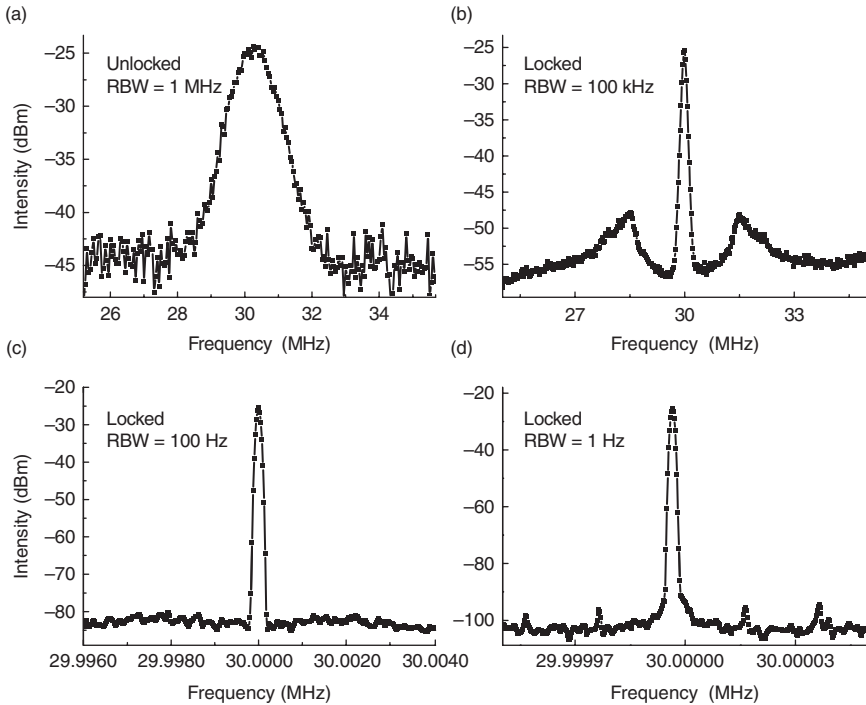 (a)
Unlocked
RBW = 1 MHz
Intensity (dBm)
–25
–30
–35
–40
–45
26 28 30 32 34
Frequency (MHz)
(b)
Locked
RBW = 100 kHz
–25
–30
–35
–40
–45
–50
–55
27 30 33
Frequency (MHz)
(c)
Locked
RBW = 100 Hz
Intensity (dBm)
–20
–30
–40
–50
–60
–70
–80
29.9960 29.9980 30.0000 30.0020 30.0040
Frequency (MHz)
(d)
Locked
RBW = 1 Hz
–20
–40
–60
–80
–100
29.99997 30.00000 30.00003
Frequency (MHz)